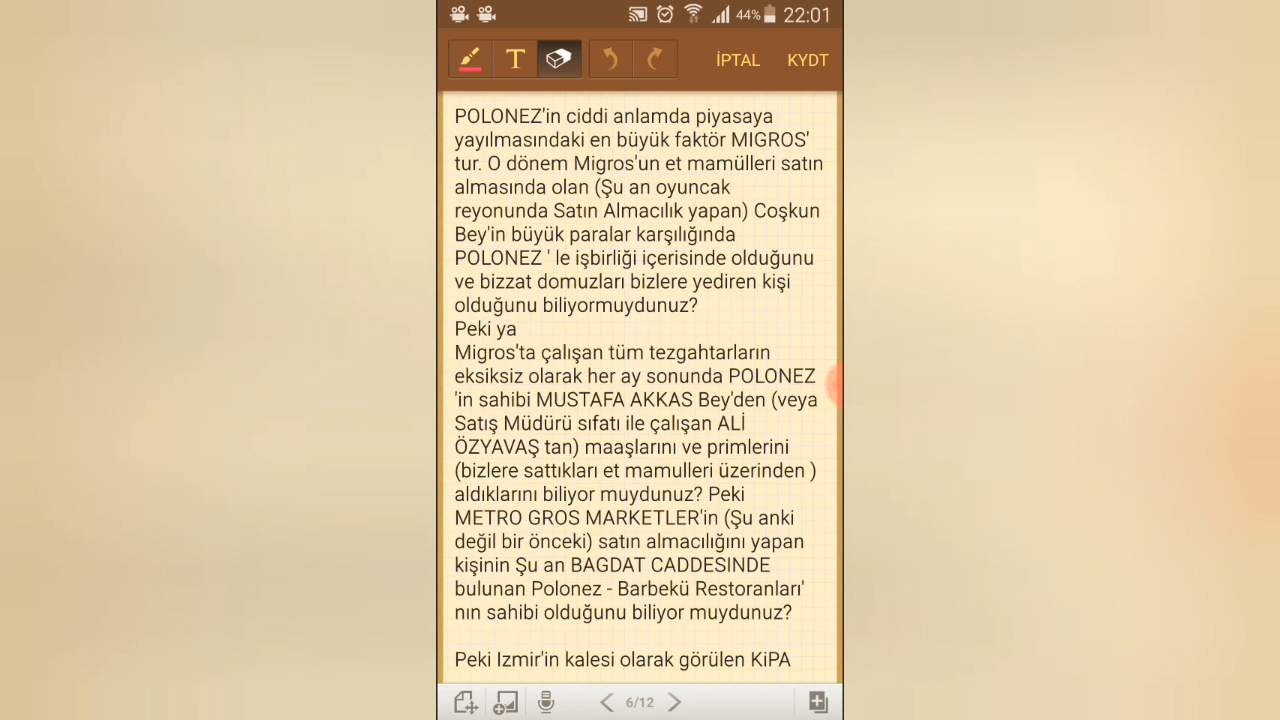 44% 22:01
T İPTAL KYDT
POLONEZ'in ciddi anlamda piyasaya
yayılmasındaki en büyük faktör MIGROS'
tur. O dönem Migros'un et mamülleri satın
almasında olan (Şu an oyuncak
reyonunda Satın Almacılık yapan) Coşkun
Bey'in büyük paralar karşılığında
POLONEZ ' le işbirliği içerisinde olduğunu
ve bizzat domuzları bizlere yediren kişi
olduğunu biliyormuydunuz?
Peki ya
Migros'ta çalışan tüm tezgahtarların
eksiksiz olarak her ay sonunda POLONEZ
'in sahibi MUSTAFA AKKAS Bey'den (veya
Satış Müdürü sıfatı ile çalışan ALİ
ÖZYAVAŞ tan) maaşlarını ve primlerini
(bizlere sattıkları et mamulleri üzerinden )
aldıklarını biliyor muydunuz? Peki
METRO GROS MARKETLER'in (Şu anki
değil bir önceki) satın almacılığını yapan
kişinin Şu an BAGDAT CADDESINDE
bulunan Polonez - Barbekü Restoranları'
nın sahibi olduğunu biliyor muydunuz?
Peki Izmir'in kalesi olarak görülen KiPA
6/12